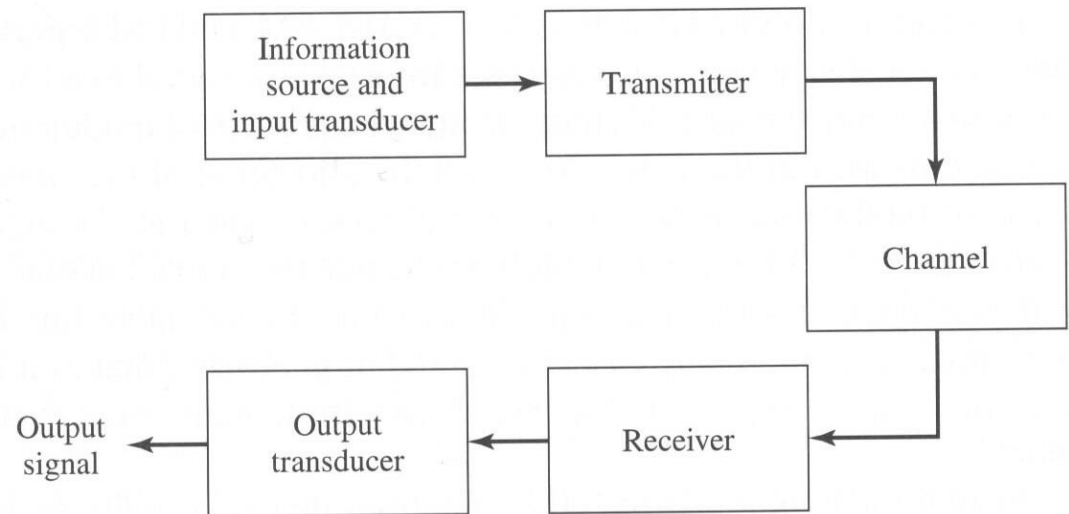 Information
source and
input transducer
Transmitter
Channel
Receiver
Output
transducer
Output
signal